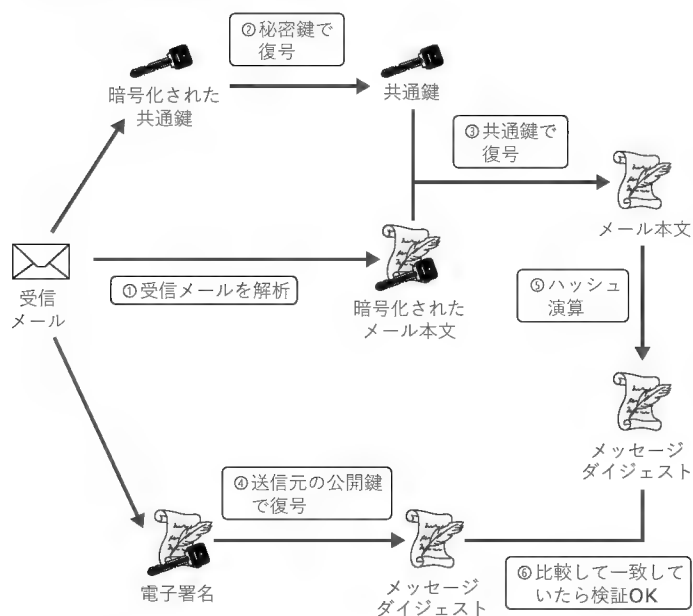 ②秘密鍵で
復号
暗号化された
共通鍵
共通鍵
③共通鍵で
復号
メール本文
受信
メール
①受信メールを解析
暗号化された
メール本文
⑤ハッシュ
演算
メッセージ
ダイジェスト
④送信元の公開鍵
で復号
電子署名
メッセージ
ダイジェスト
⑥比較して一致して
いたら検証OK